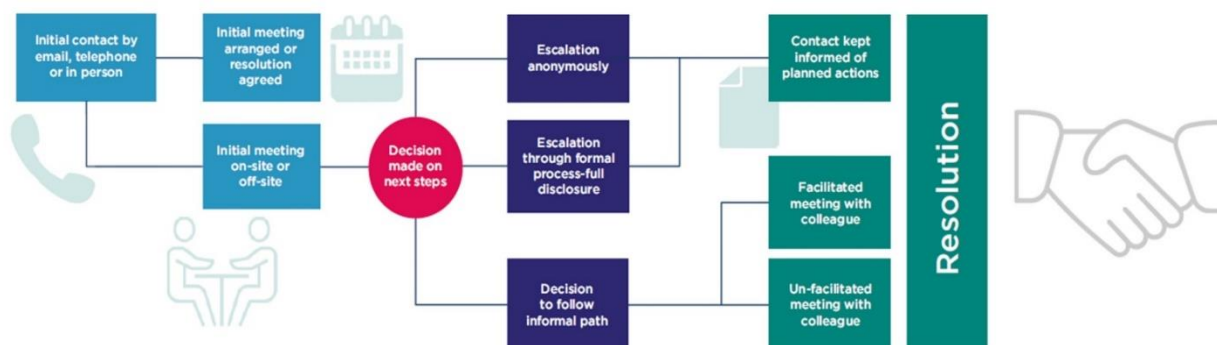 Initial contact by
email, telephone
or in person
Initial meeting
arranged or
resolution
agreed
Initial meeting
on-site or
off-site
Decision
made on
next steps
Escalation
anonymously
Escalation
through formal
process-full
disclosure
Decision
to follow
informal path
Contact kept
informed of
planned actions
Facilitated
meeting with
colleague
Un-facilitated
meeting with
colleague
Resolution